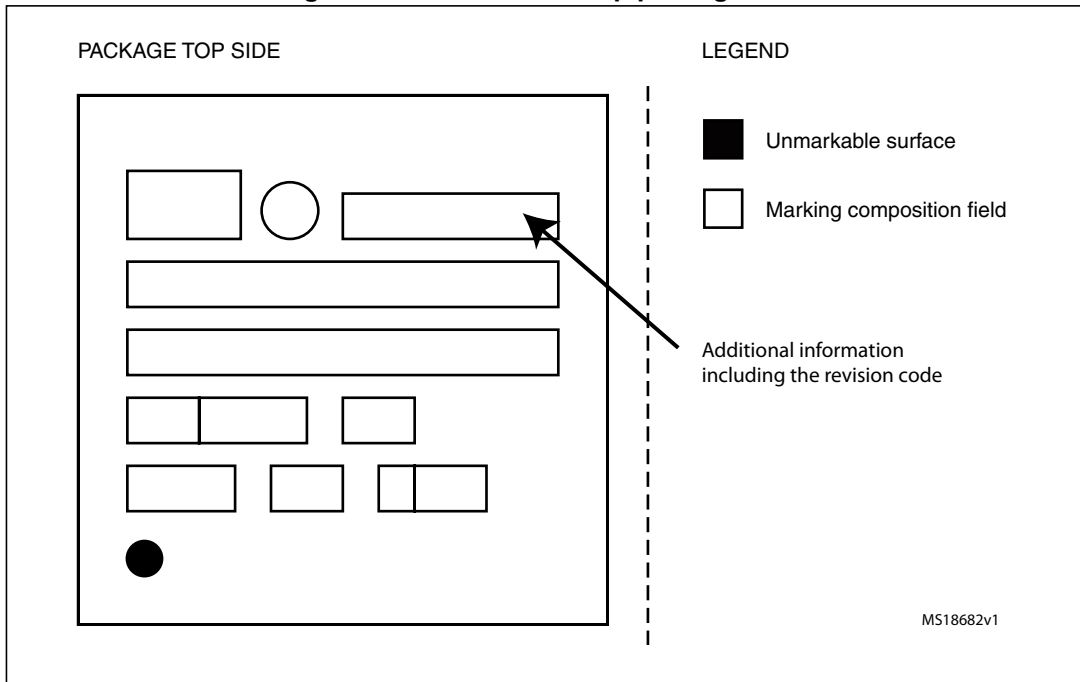 PACKAGE TOP SIDE
LEGEND
Unmarkable surface
Marking composition field
Additional information
including the revision code
MS18682v1